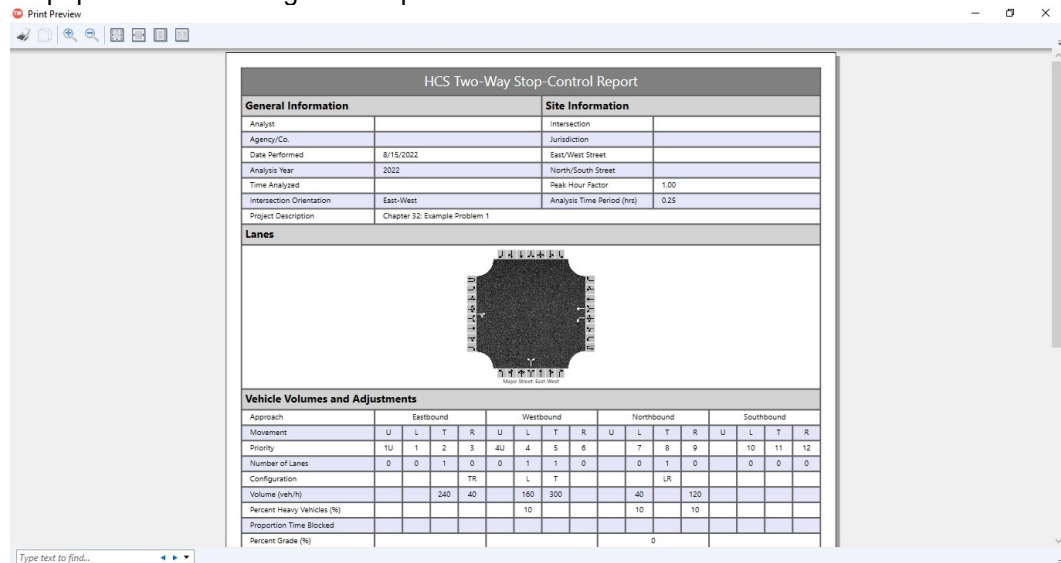 Print Preview
HCS Two-Way Stop-Control Report
General Information Site Information
Analyst Intersection
Agency/Co. Jurisdiction
Date Performed 8/15/2022 East/West Street
Analysis Year 2022 North/South Street
Time Analyzed Peak Hour Factor 1.00
Intersection Orientation East-West Analysis Time Period (hrs) 0.25
Project Description Chapter 32: Example Problem 1
Lanes
Major Street: East-West
Vehicle Volumes and Adjustments
Approach Eastbound Westbound Northbound Southbound
Movement U L T R U L T R U L T R U L T R
Priority 1U 1 2 3 4U 4 5 6 7 8 9 10 11 12
Number of Lanes 0 0 1 0 0 1 1 0 0 1 0 0 0 0
Configuration TR L T LR
Volume (veh/h) 240 40 160 300 40 120
Percent Heavy Vehicles (%) 10 10 10
Proportion Time Blocked
Percent Grade (%) 0
Type text to find...